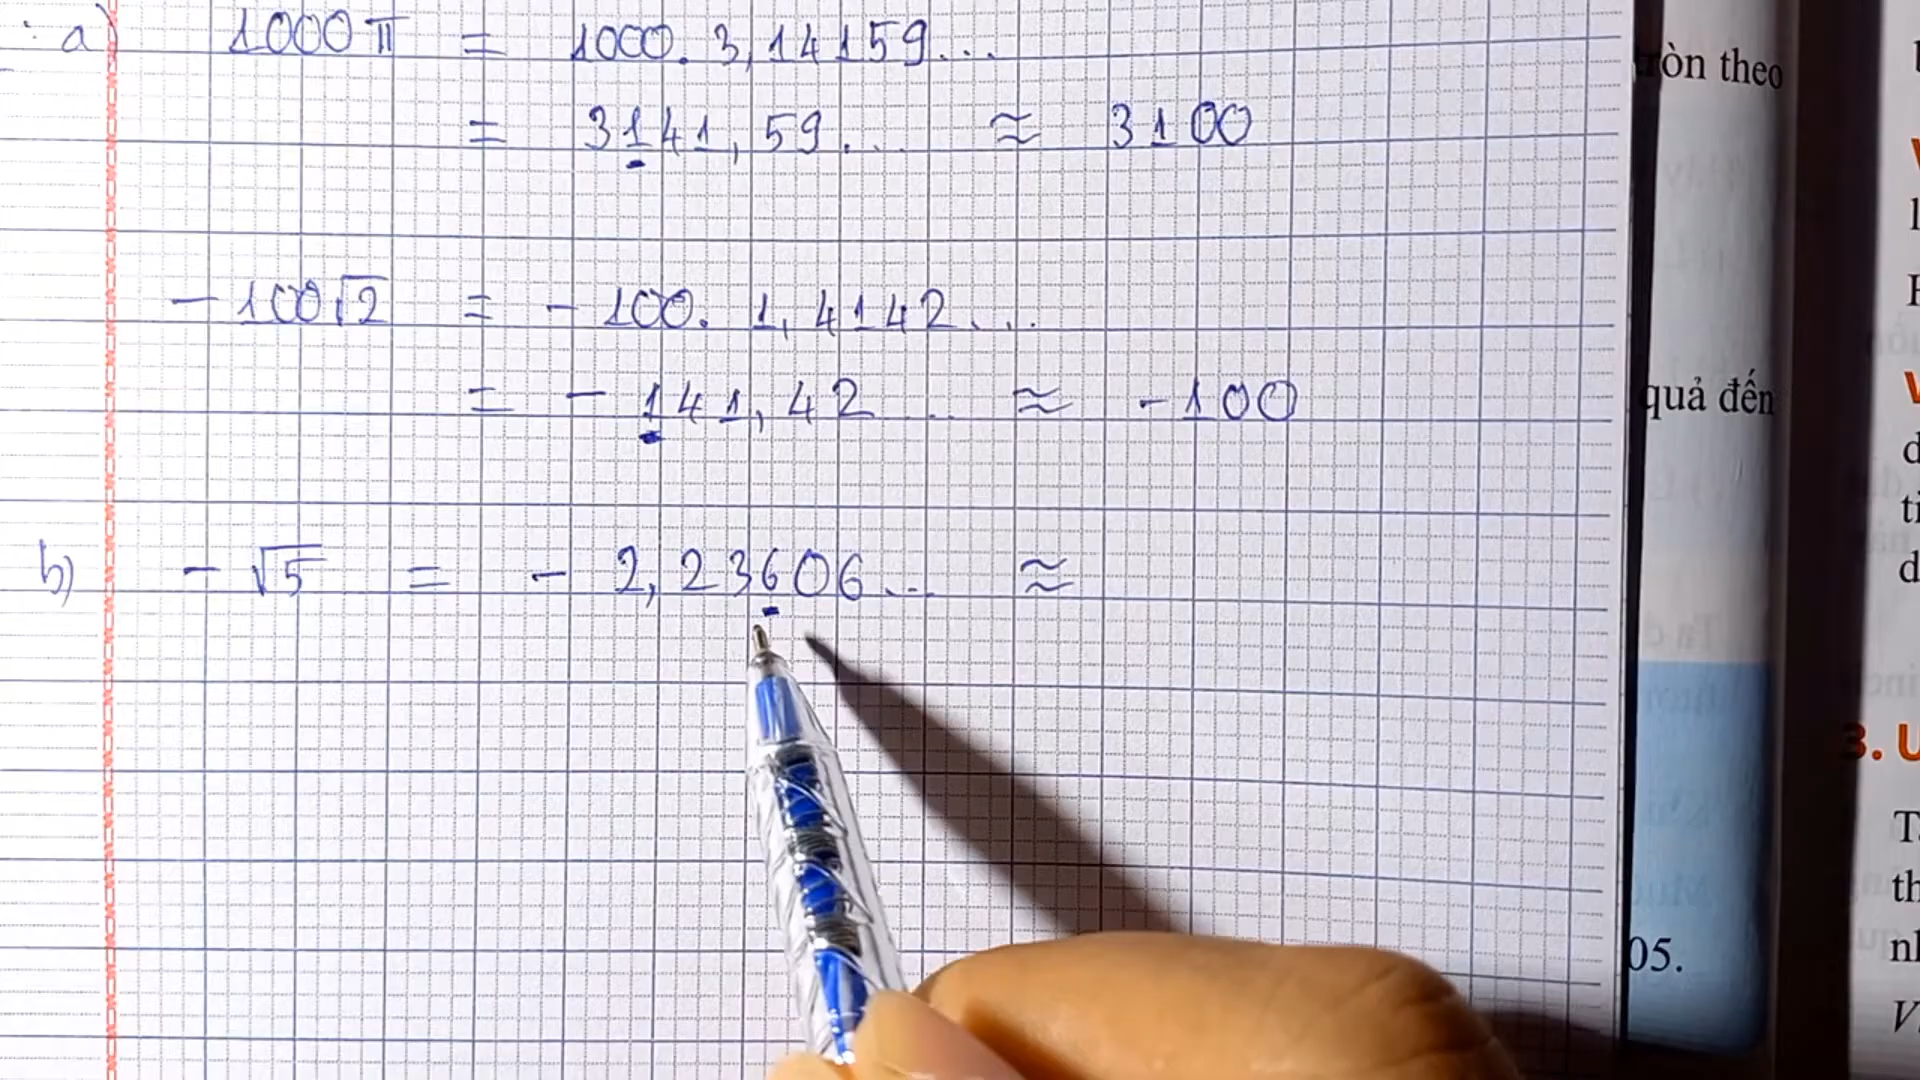 a) 1000π = 1000. 3,14159...
= 3141,59... ≈ 3100
-100√2 = -100. 1,4142...
= -141,42... ≈ -100
b) -√5 = -2,23606... ≈
tròn theo
quả đến
05.
3. U